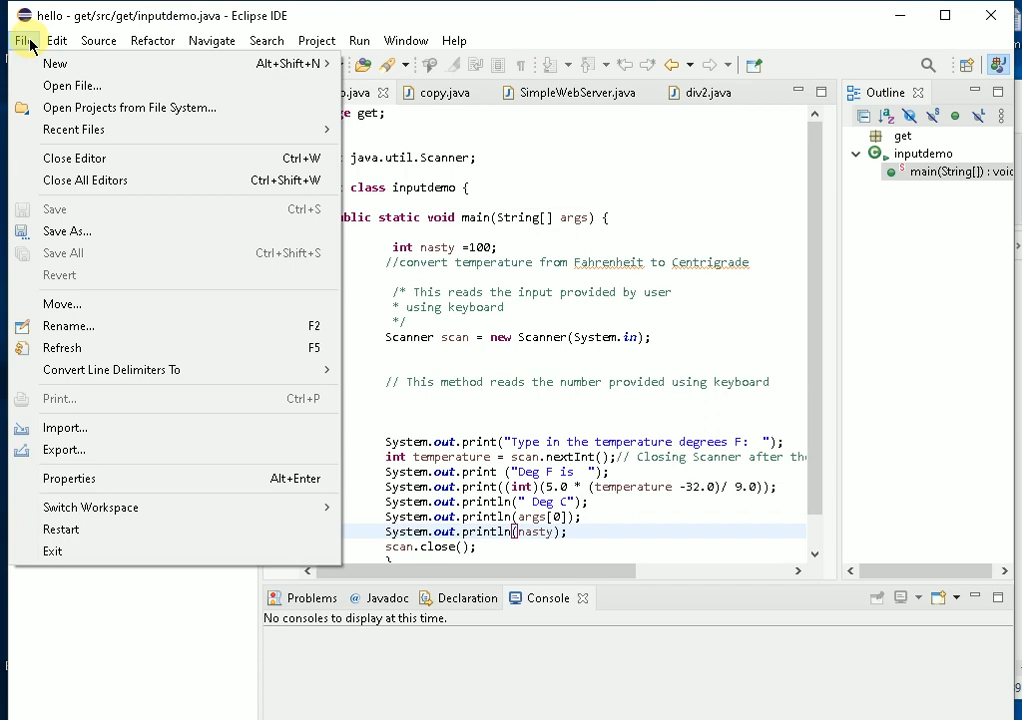 hello - get/src/get/inputdemo.java - Eclipse IDE
File Edit Source Refactor Navigate Search Project Run Window Help
New Alt+Shift+N
Open File...
Open Projects from File System...
Recent Files
Close Editor Ctrl+W
Close All Editors Ctrl+Shift+W
Save Ctrl+S
Save As...
Save All Ctrl+Shift+S
Revert
Move...
Rename... F2
Refresh F5
Convert Line Delimiters To
Print... Ctrl+P
Import...
Export...
Properties Alt+Enter
Switch Workspace
Restart
Exit
.java copy.java SimpleWebServer.java div2.java
get;
java.util.Scanner;
class inputdemo {
static void main(String[] args) {
int nasty =100;
//convert temperature from Fahrenheit to Centrigrade
/* This reads the input provided by user
* using keyboard
*/
Scanner scan = new Scanner(System.in);
// This method reads the number provided using keyboard
System.out.print("Type in the temperature degrees F:  ");
int temperature = scan.nextInt();// Closing Scanner after the
System.out.print ("Deg F is  ");
System.out.print((int)(5.0 * (temperature -32.0)/ 9.0));
System.out.println(" Deg C");
System.out.println(args[0]);
System.out.println(nasty);
scan.close();
}
Outline
get
inputdemo
main(String[]) : void
Problems Javadoc Declaration Console
No consoles to display at this time.